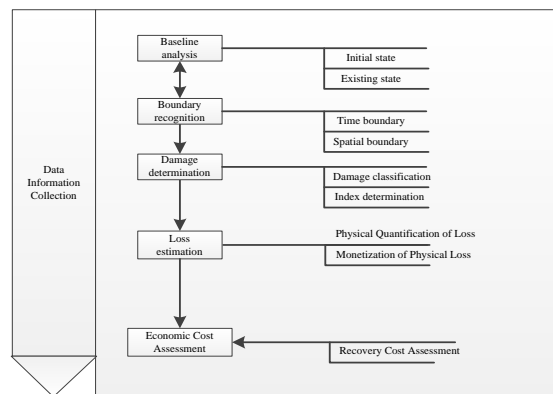 Data
Information
Collection
Baseline
analysis
Initial state
Existing state
Boundary
recognition
Time boundary
Spatial boundary
Damage
determination
Damage classification
Index determination
Loss
estimation
Physical Quantification of Loss
Monetization of Physical Loss
Economic Cost
Assessment
Recovery Cost Assessment